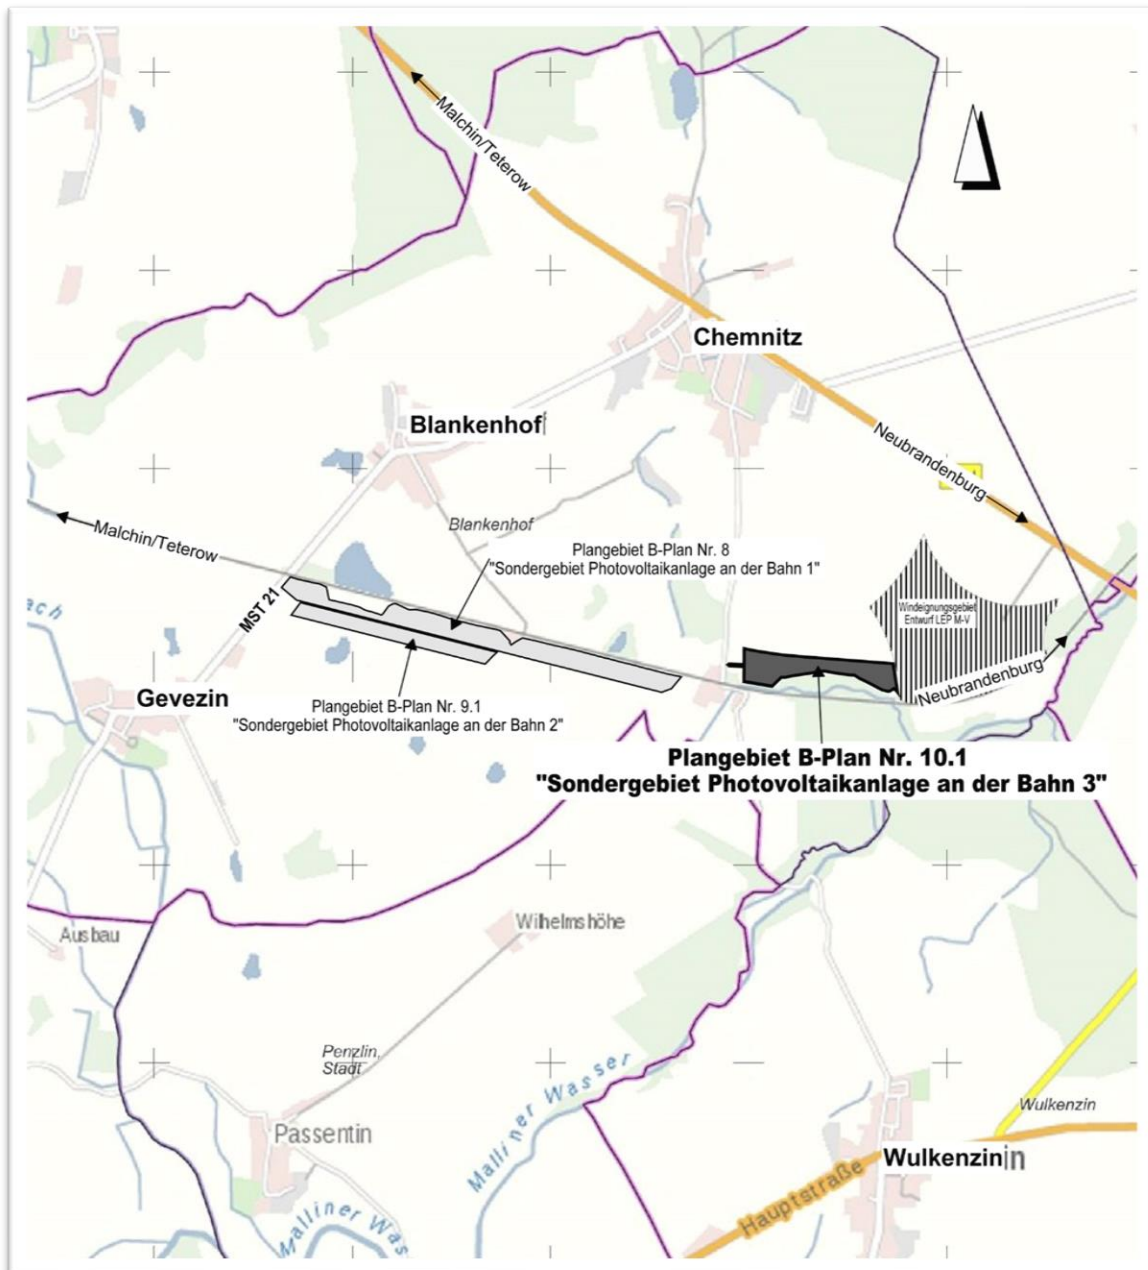 Malchin/Teterow
Chemnitz
Blankenhof
Neubrandenburg
Blankenhof
Malchin/Teterow
Plangebiet B-Plan Nr. 8
"Sondergebiet Photovoltaikanlage an der Bahn 1"
MST 21
Windeignungsgebiet
Entwurf LEP M-V
ach
Gevezin
Neubrandenburg
Plangebiet B-Plan Nr. 9.1
"Sondergebiet Photovoltaikanlage an der Bahn 2"
Plangebiet B-Plan Nr. 10.1
"Sondergebiet Photovoltaikanlage an der Bahn 3"
Wilhelmshöhe
Ausbau
Penzlin,
Stadt
Malliner Wasser
Wulkenzin
Passentin
Wulkenzin
Hauptstraße
Malliner Was